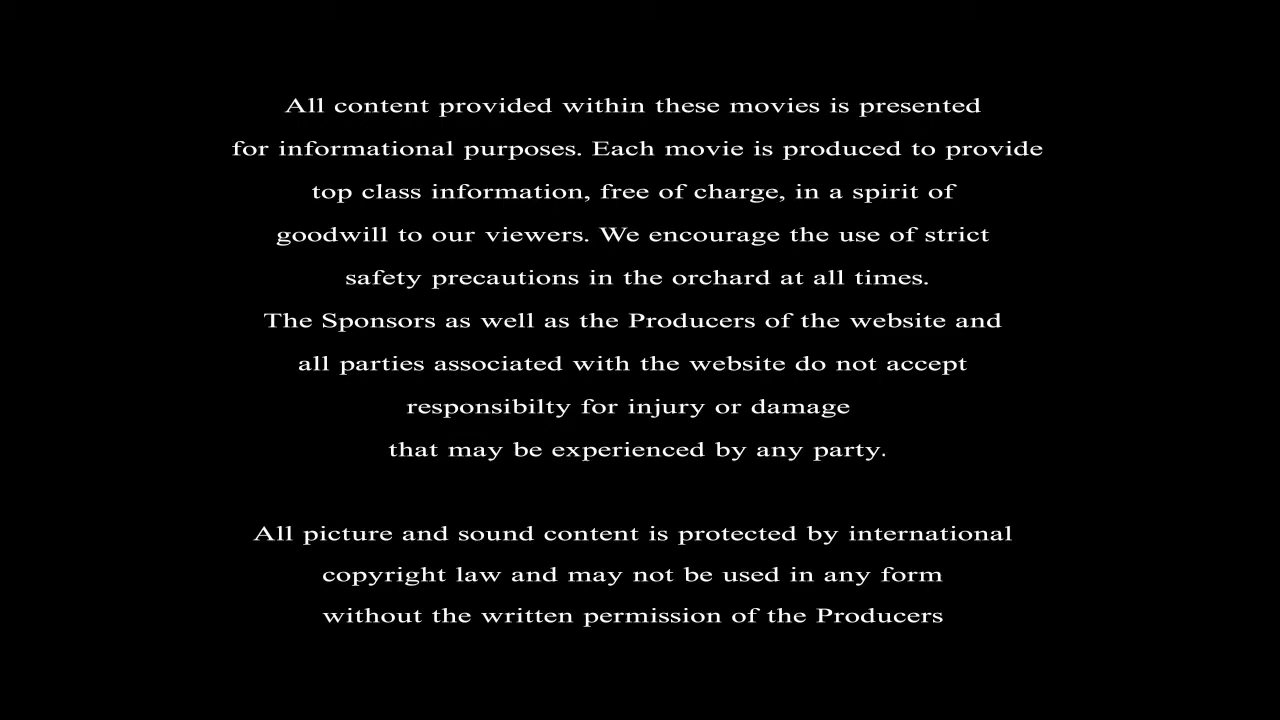 All content provided within these movies is presented
for informational purposes. Each movie is produced to provide
top class information, free of charge, in a spirit of
goodwill to our viewers. We encourage the use of strict
safety precautions in the orchard at all times.
The Sponsors as well as the Producers of the website and
all parties associated with the website do not accept
responsibilty for injury or damage
that may be experienced by any party.
All picture and sound content is protected by international
copyright law and may not be used in any form
without the written permission of the Producers